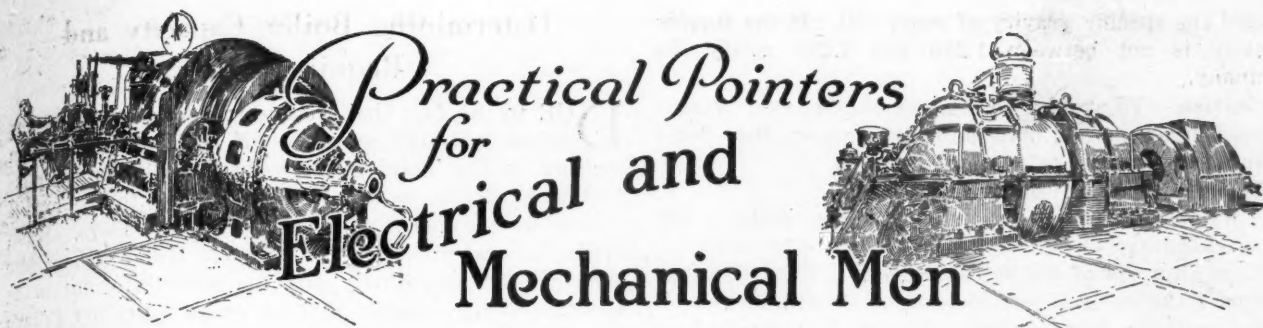 Practical Pointers
for
Electrical and
Mechanical Men